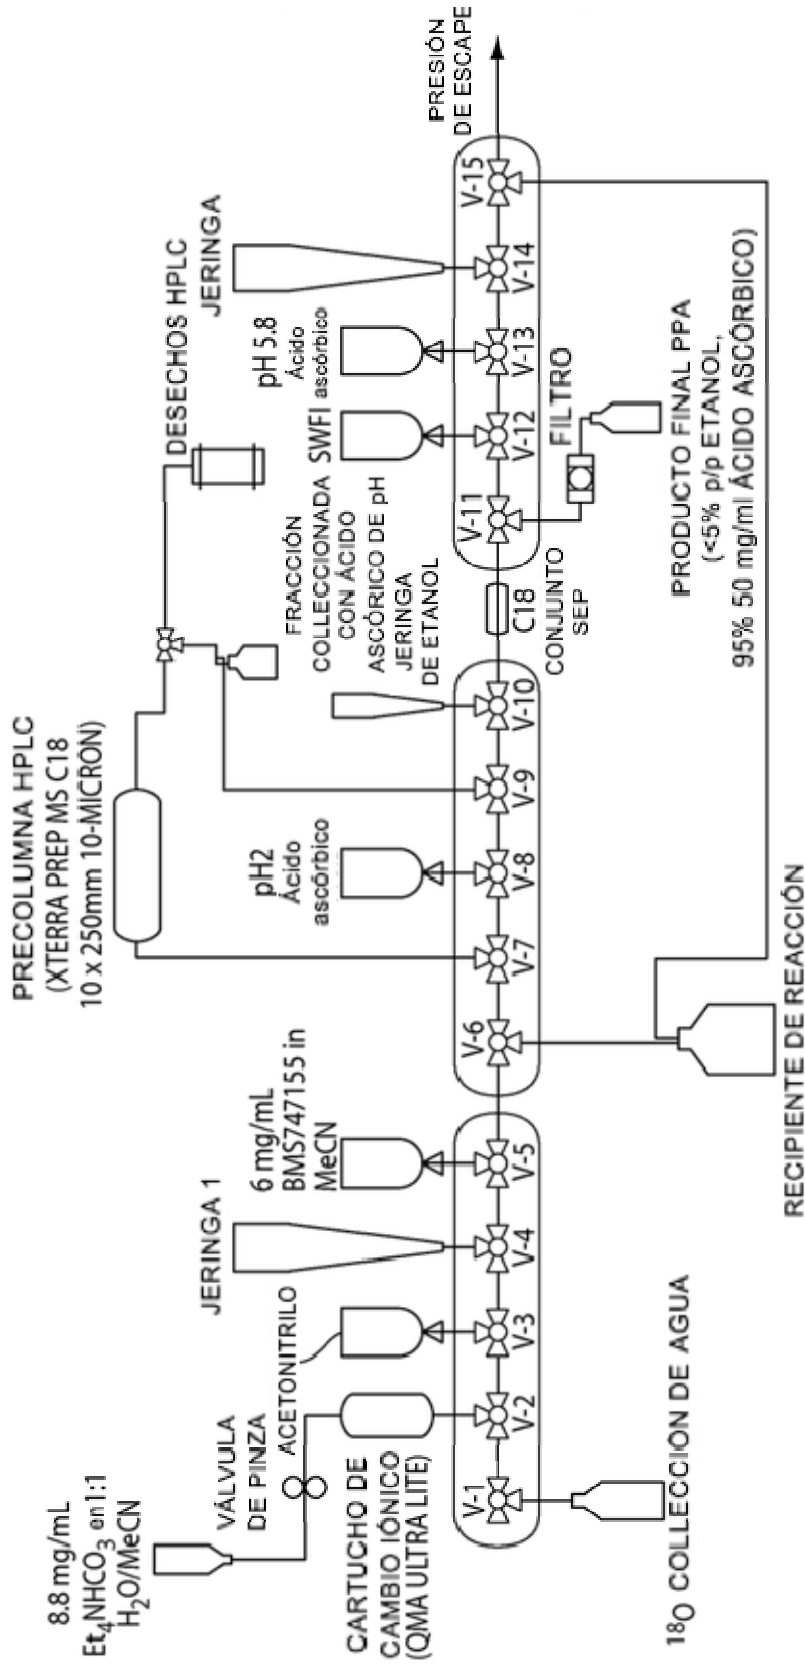 8.8 mg/mL
Et₄NHCO₃ en 1:1
H₂O/MeCN
VÁLVULA
DE PINZA
ACETONITRILO
CARTUCHO DE
CAMBIO IÓNICO
(QMA ULTRA LITE)
JERINGA 1
6 mg/mL
BMS747155 in
MeCN
PRECOLUMNA HPLC
(XTERRA PREP MS C18
10 x 250mm 10-MICRON)
pH2
Ácido
ascórbico
DESECHOS HPLC
FRACCIÓN
COLLECCIONADA
CON ÁCIDO
ASCÓRICO DE pH
JERINGA
DE ETANOL
SWFI
pH 5.8
Ácido
ascórbico
JERINGA
PRESIÓN
DE ESCAPE
V-1
V-2
V-3
V-4
V-5
V-6
V-7
V-8
V-9
V-10
C18
CONJUNTO
SEP
V-11
V-12
V-13
V-14
V-15
FILTRO
¹⁸O COLLECCIÓN DE AGUA
RECIPIENTE DE REACCIÓN
PRODUCTO FINAL PPA
(<5% p/p ETANOL,
95% 50 mg/ml ÁCIDO ASCÓRBICO)